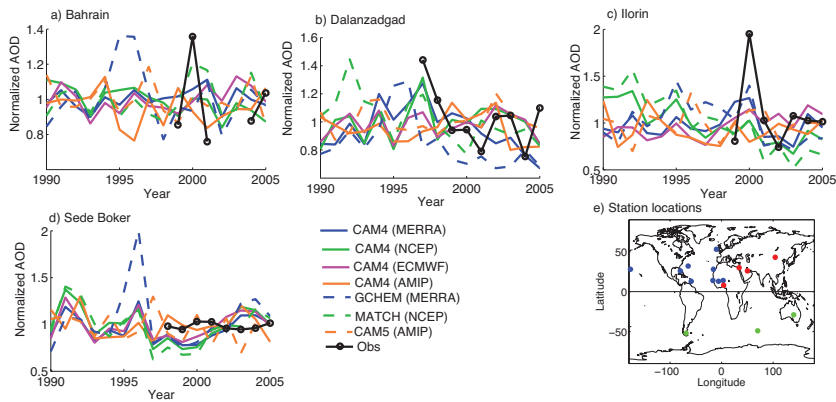 a) Bahrain
Normalized AOD
1.4
1.2
1
0.8
1990
1995
2000
2005
Year
b) Dalanzadgad
Normalized AOD
1.6
1.4
1.2
1.0
0.8
1990
1995
2000
2005
Year
c) Ilorin
Normalized AOD
2
1.5
1
0.5
1990
1995
2000
2005
Year
d) Sede Boker
Normalized AOD
2
1
0.5
1990
1995
2000
2005
Year
CAM4 (MERRA)
CAM4 (NCEP)
CAM4 (ECMWF)
CAM4 (AMIP)
GCHEM (MERRA)
MATCH (NCEP)
CAM5 (AMIP)
Obs
e) Station locations
Latitude
50
0
−50
−100
0
100
Longitude